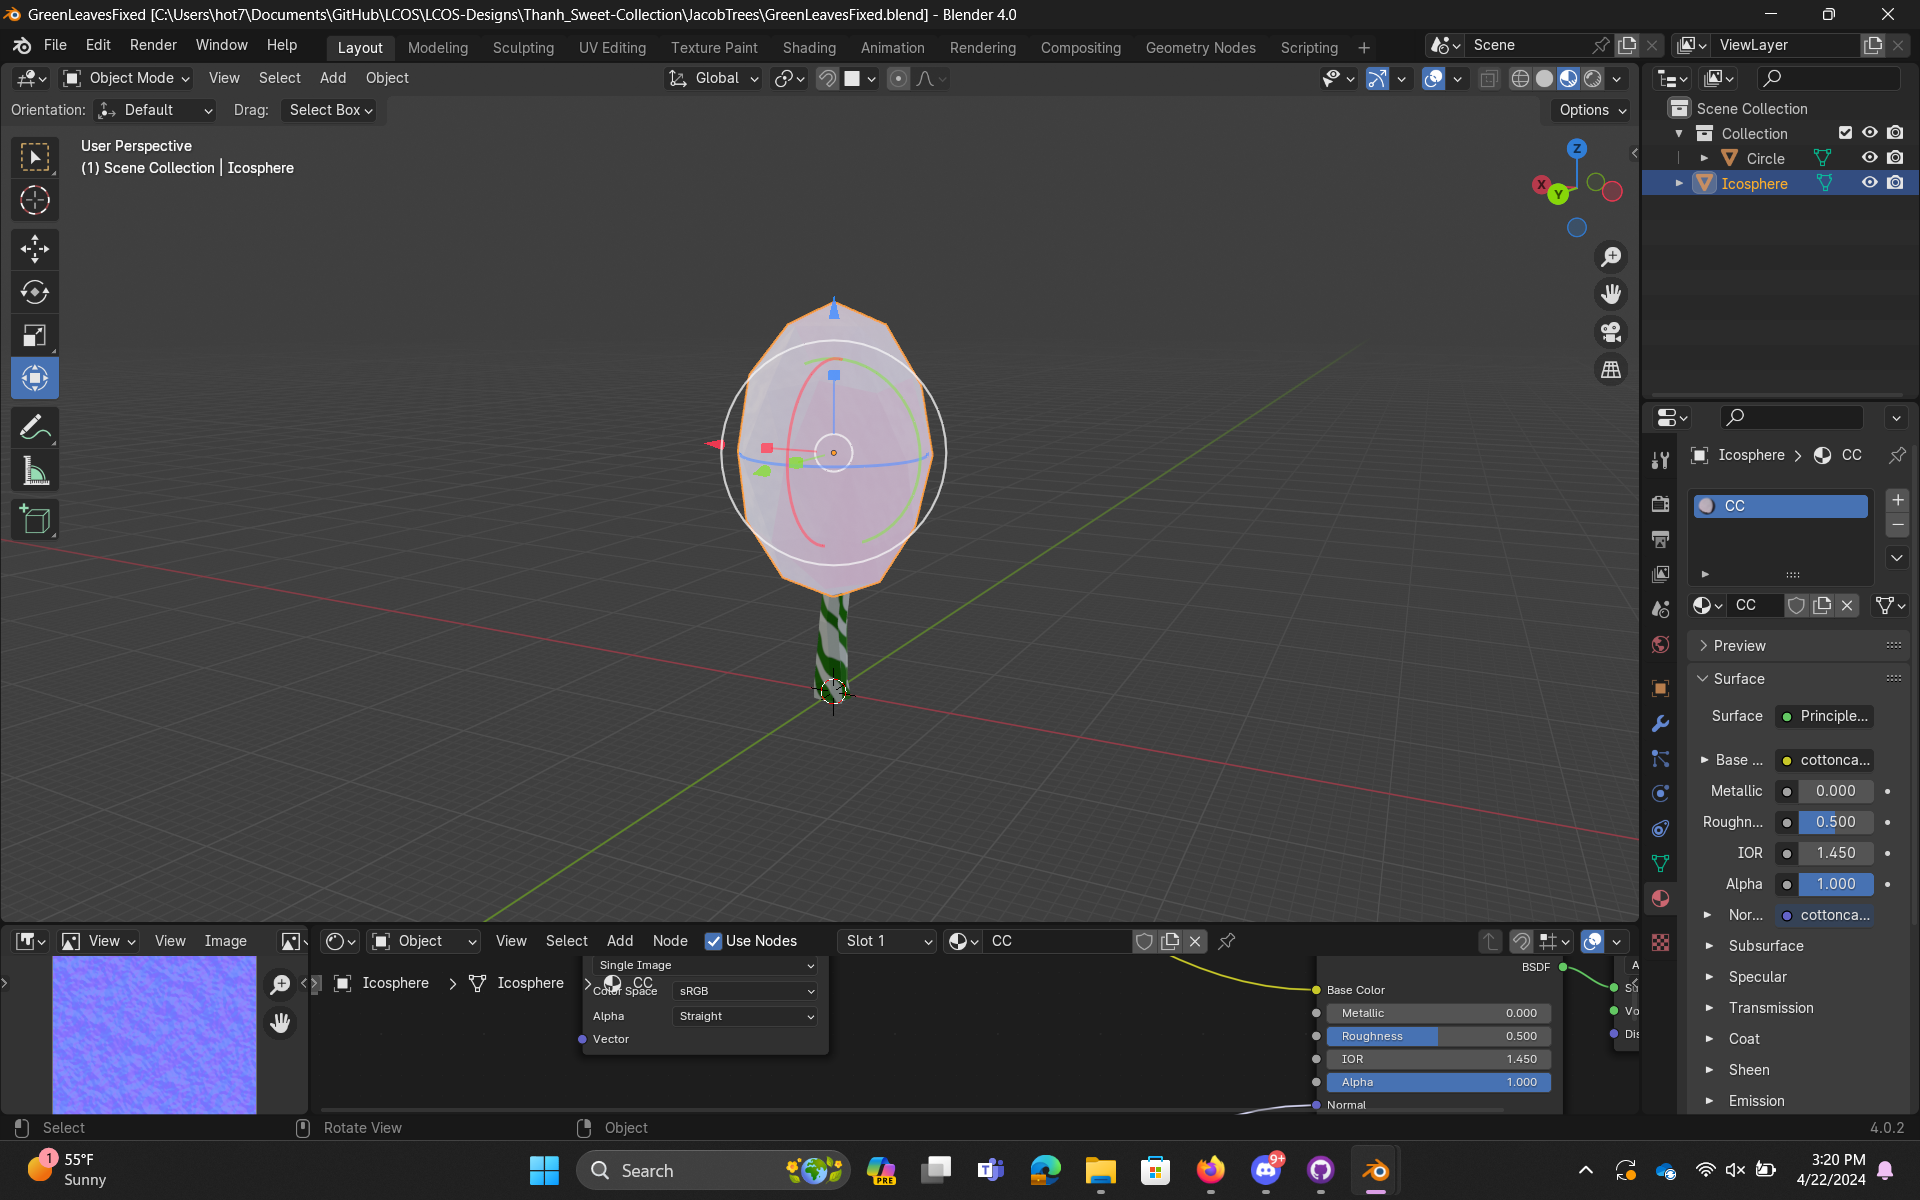 GreenLeavesFixed [C:\Users\hot7\Documents\GitHub\LCOS\LCOS-Designs\Thanh_Sweet-Collection\JacobTrees\GreenLeavesFixed.blend] - Blender 4.0
File Edit Render Window Help Layout Modeling Sculpting UV Editing Texture Paint Shading Animation Rendering Compositing Geometry Nodes Scripting Scene ViewLayer
Object Mode View Select Add Object Global
Orientation: Default Drag: Select Box Options
User Perspective
(1) Scene Collection | Icosphere
Z
X
Y
Scene Collection
Collection
Circle
Icosphere
Icosphere CC
CC
CC
Preview
Surface
Surface Principle...
Base ... cottonca...
Metallic 0.000
Roughn... 0.500
IOR 1.450
Alpha 1.000
Nor... cottonca...
Subsurface
Specular
Transmission
Coat
Sheen
Emission
View View Image
Object View Select Add Node Use Nodes Slot 1 CC
Icosphere Icosphere CC
Single Image
Color Space sRGB
Alpha Straight
Vector
BSDF
Base Color
Metallic 0.000
Roughness 0.500
IOR 1.450
Alpha 1.000
Normal
A
Su
Vo
Dis
Select Rotate View Object 4.0.2
1
55°F
Sunny
Search
PRE
9+
3:20 PM
4/22/2024